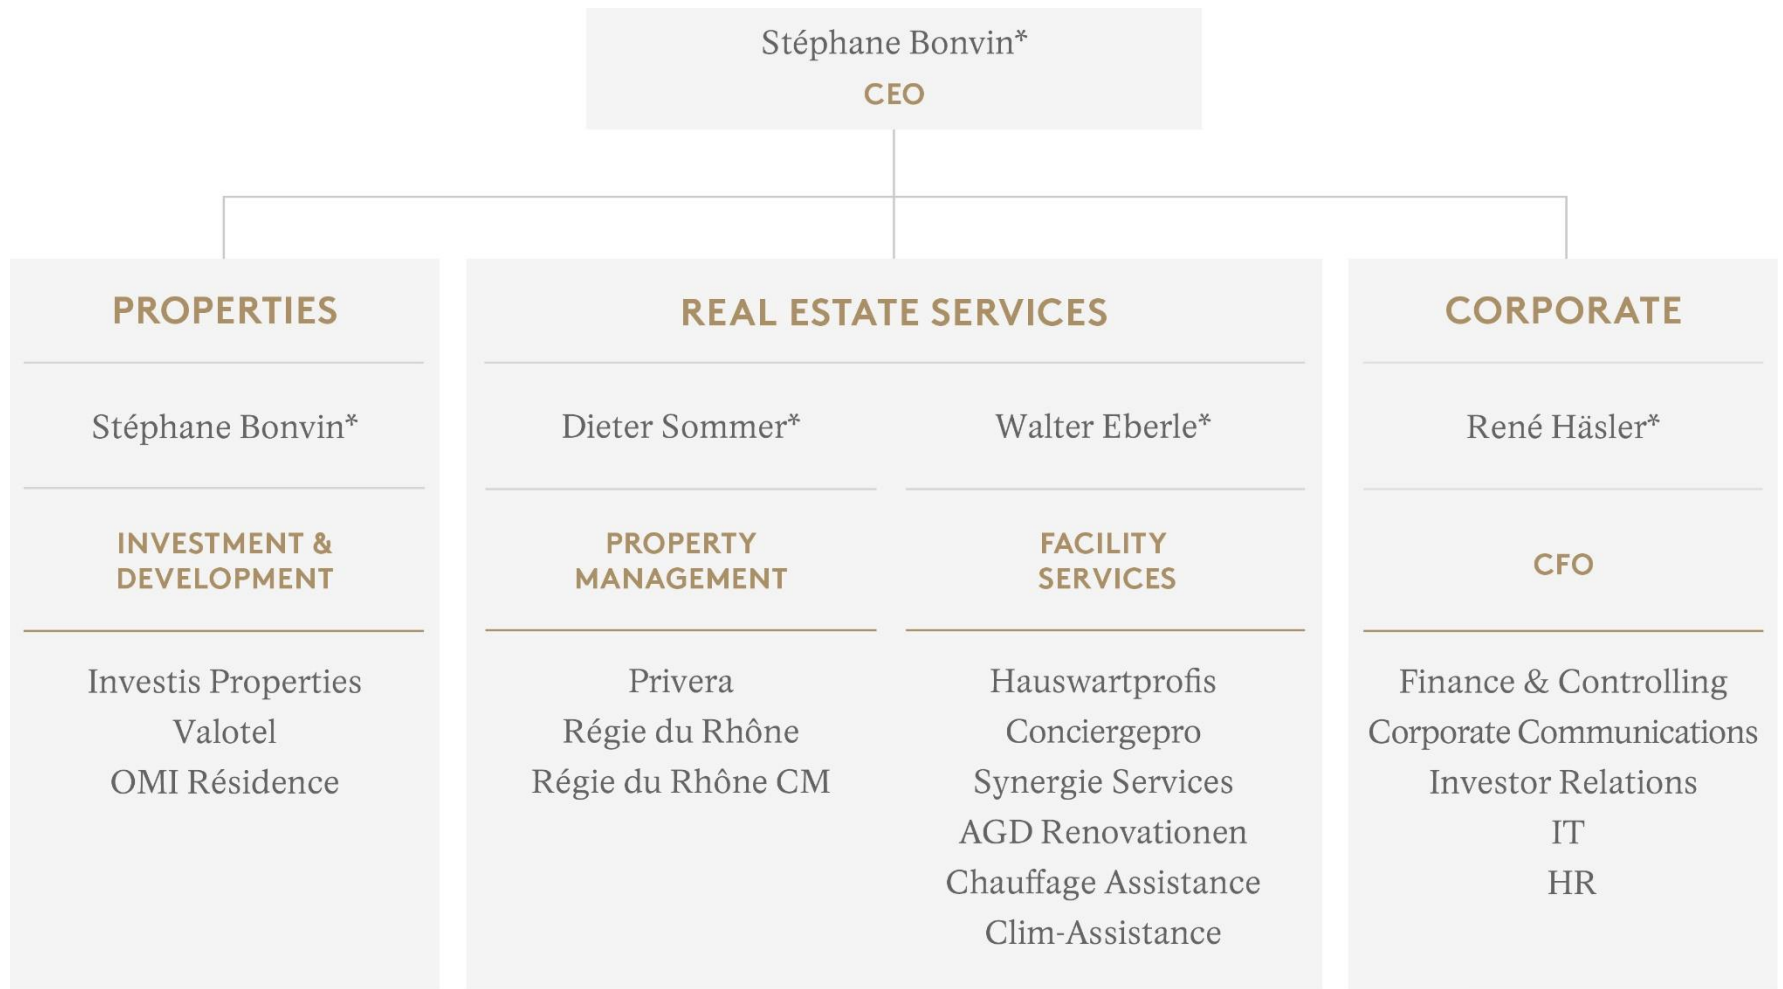 Stéphane Bonvin*
CEO
PROPERTIES
Stéphane Bonvin*
INVESTMENT &
DEVELOPMENT
Investis Properties
Valotel
OMI Résidence
REAL ESTATE SERVICES
Dieter Sommer*
PROPERTY
MANAGEMENT
Privera
Régie du Rhône
Régie du Rhône CM
Walter Eberle*
FACILITY
SERVICES
Hauswartprofis
Conciergepro
Synergie Services
AGD Renovationen
Chauffage Assistance
Clim-Assistance
CORPORATE
René Häsler*
CFO
Finance & Controlling
Corporate Communications
Investor Relations
IT
HR